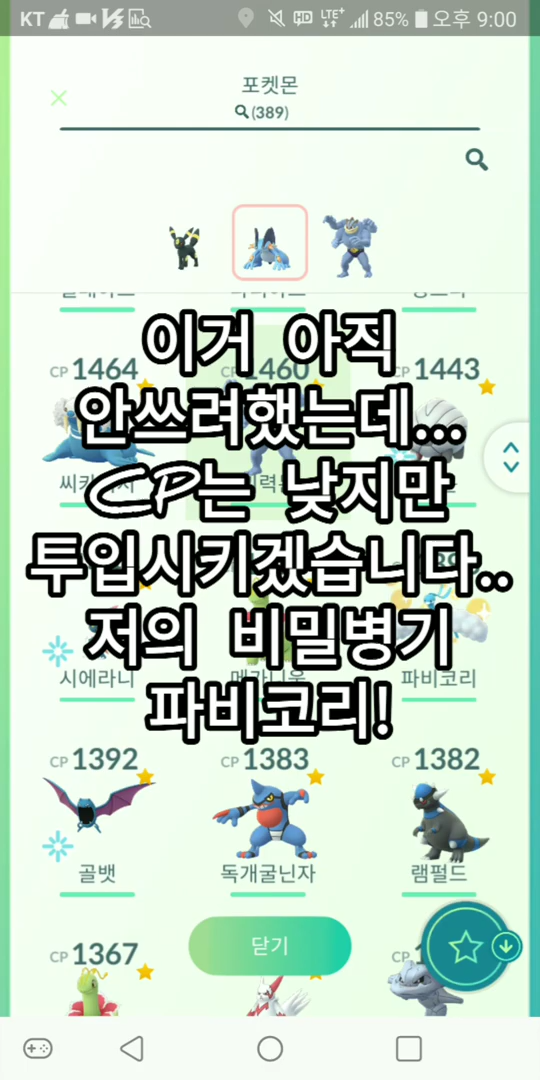 KT LTE+ 85% 오후 9:00
포켓몬
(389)
CP 1464 CP 1460 CP 1443
이거 아직
안쓰려했는데...
CP는 낮지만
투입시키겠습니다..
저의 비밀병기
파비코리!
시에라니 파비코리
CP 1392 CP 1383 CP 1382
골뱃 독개굴닌자 램펄드
CP 1367
닫기